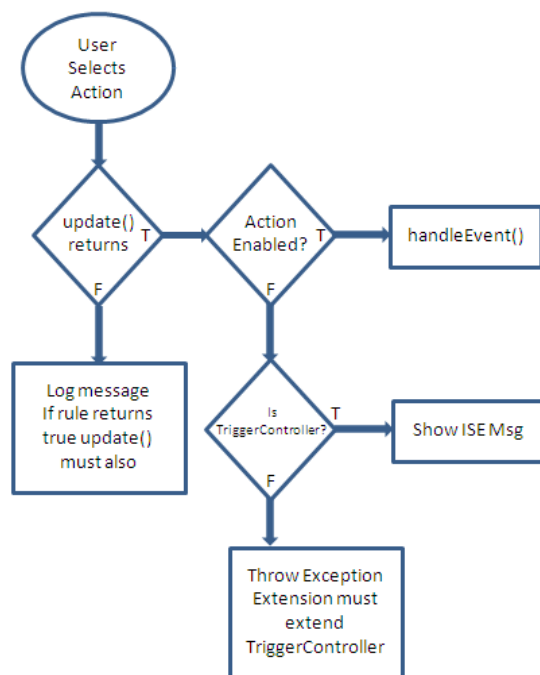 User
Selects
Action
update()
returns
T
F
Action
Enabled?
T
F
handleEvent()
Log message
If rule returns
true update()
must also
Is
TriggerController?
T
F
Show ISE Msg
Throw Exception
Extension must
extend
TriggerController